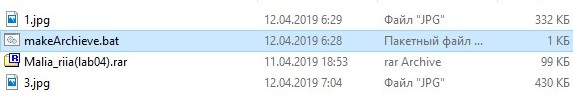 1.jpg 12.04.2019 6:29 Файл "JPG" 332 КБ
makeArchieve.bat 12.04.2019 6:28 Пакетный файл ... 1 КБ
Malia_riia(lab04).rar 11.04.2019 18:53 rar Archive 99 КБ
3.jpg 12.04.2019 7:04 Файл "JPG" 430 КБ